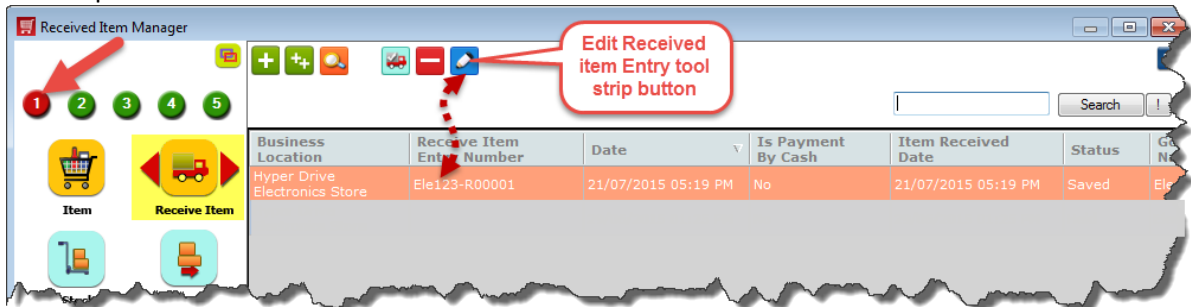 Received Item Manager
Edit Received
item Entry tool
strip button
1 2 3 4 5
Search !
Business Location
Receive Item Entry Number
Date
Is Payment By Cash
Item Received Date
Status
Hyper Drive Electronics Store
Ele123-R00001
21/07/2015 05:19 PM
No
21/07/2015 05:19 PM
Saved
Ele
Item
Receive Item